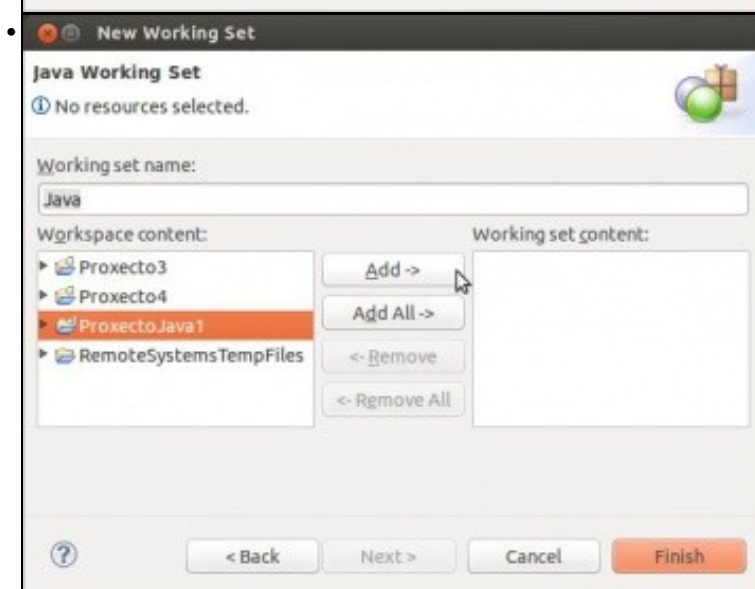 New Working Set
Java Working Set
No resources selected.
Working set name:
Java
Workspace content:
Working set content:
Proxecto3
Proxecto4
ProxectoJava1
RemoteSystemsTempFiles
Add ->
Add All ->
<- Remove
<- Remove All
?
< Back
Next >
Cancel
Finish